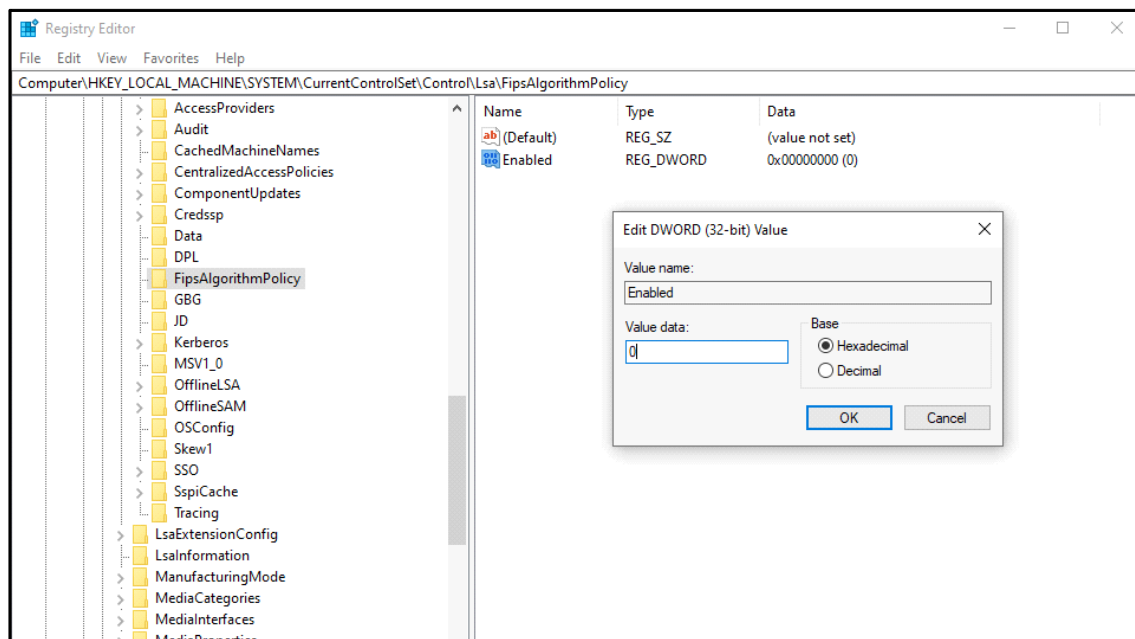 Registry Editor
File Edit View Favorites Help
Computer\HKEY_LOCAL_MACHINE\SYSTEM\CurrentControlSet\Control\Lsa\FipsAlgorithmPolicy
AccessProviders
Audit
CachedMachineNames
CentralizedAccessPolicies
ComponentUpdates
Credssp
Data
DPL
FipsAlgorithmPolicy
GBG
JD
Kerberos
MSV1_0
OfflineLSA
OfflineSAM
OSConfig
Skew1
SSO
SspiCache
Tracing
LsaExtensionConfig
LsaInformation
ManufacturingMode
MediaCategories
MediaInterfaces
MediaProperties
Name Type Data
(Default) REG_SZ (value not set)
Enabled REG_DWORD 0x00000000 (0)
Edit DWORD (32-bit) Value
Value name:
Enabled
Value data:
0
Base
Hexadecimal
Decimal
OK Cancel